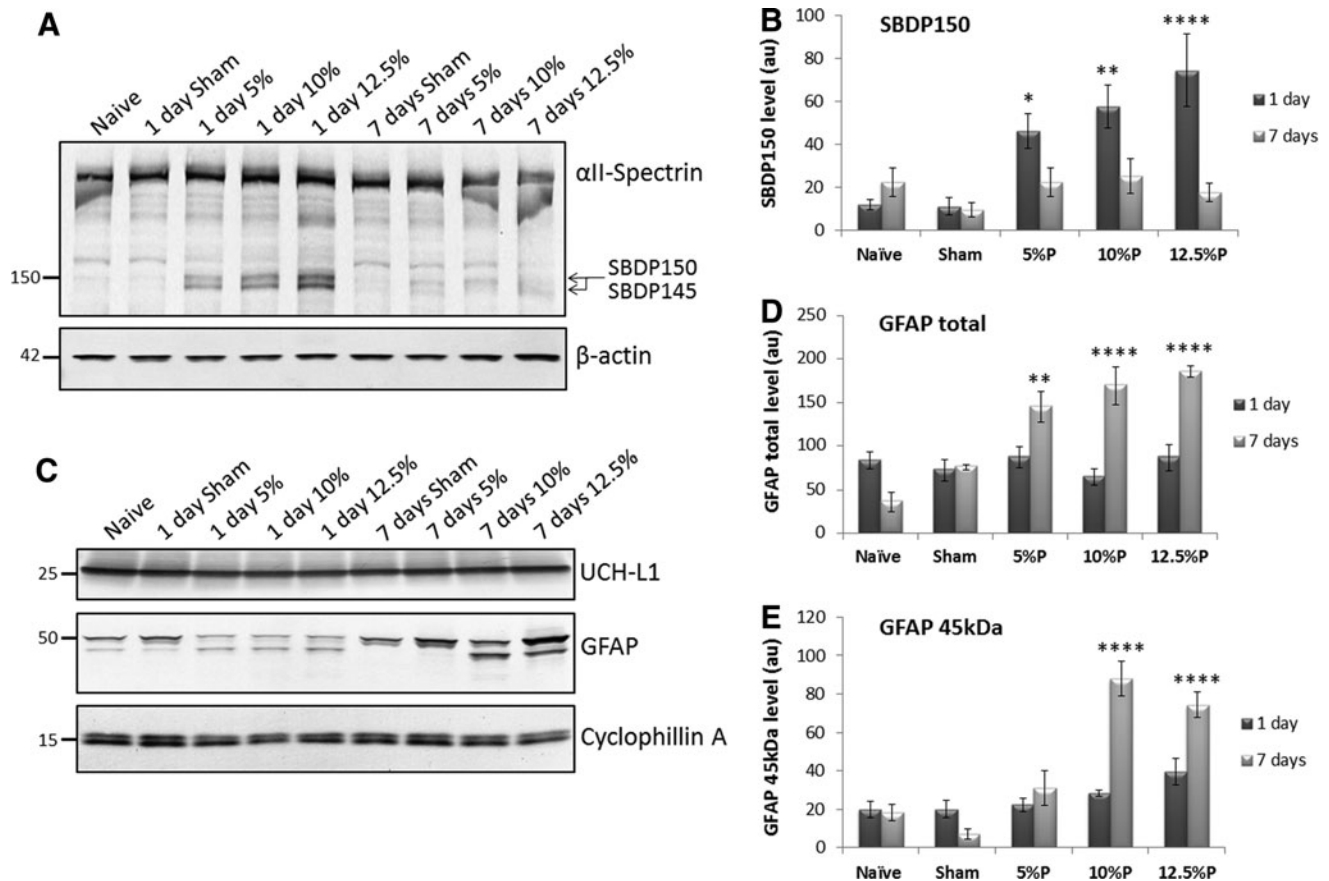 A
Naive
1 day Sham
1 day 5%
1 day 10%
1 day 12.5%
7 days Sham
7 days 5%
7 days 10%
7 days 12.5%
αII-Spectrin
150
SBDP150
SBDP145
42
β-actin
C
Naive
1 day Sham
1 day 5%
1 day 10%
1 day 12.5%
7 days Sham
7 days 5%
7 days 10%
7 days 12.5%
25
UCH-L1
50
GFAP
15
Cyclophillin A
B
SBDP150
SBDP150 level (au)
100
80
60
40
20
0
*
**
****
Naïve
Sham
5%P
10%P
12.5%P
1 day
7 days
D
GFAP total
GFAP total level (au)
250
200
150
100
50
0
**
****
****
Naïve
Sham
5%P
10%P
12.5%P
1 day
7 days
E
GFAP 45kDa
GFAP 45kDa level (au)
120
100
80
60
40
20
0
****
****
Naïve
Sham
5%P
10%P
12.5%P
1 day
7 days